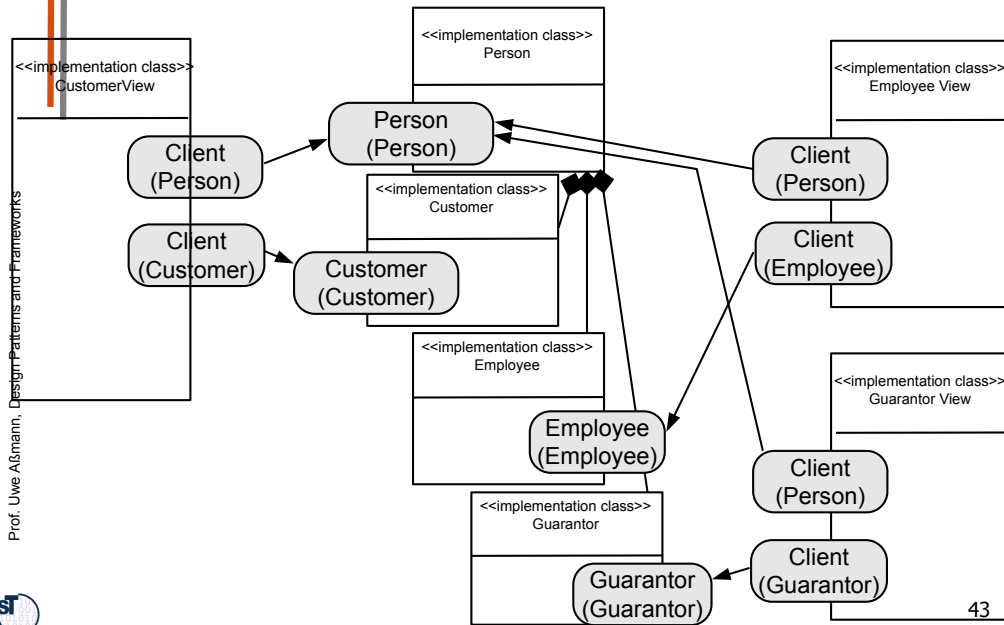 <<implementation class>>
Person
<<implementation class>>
CustomerView
<<implementation class>>
Employee View
Person
(Person)
Client
(Person)
Client
(Person)
<<implementation class>>
Customer
Client
(Customer)
Client
(Employee)
Customer
(Customer)
<<implementation class>>
Employee
<<implementation class>>
Guarantor View
Employee
(Employee)
Client
(Person)
<<implementation class>>
Guarantor
Client
(Guarantor)
Guarantor
(Guarantor)
Prof. Uwe Aßmann, Design Patterns and Frameworks
43